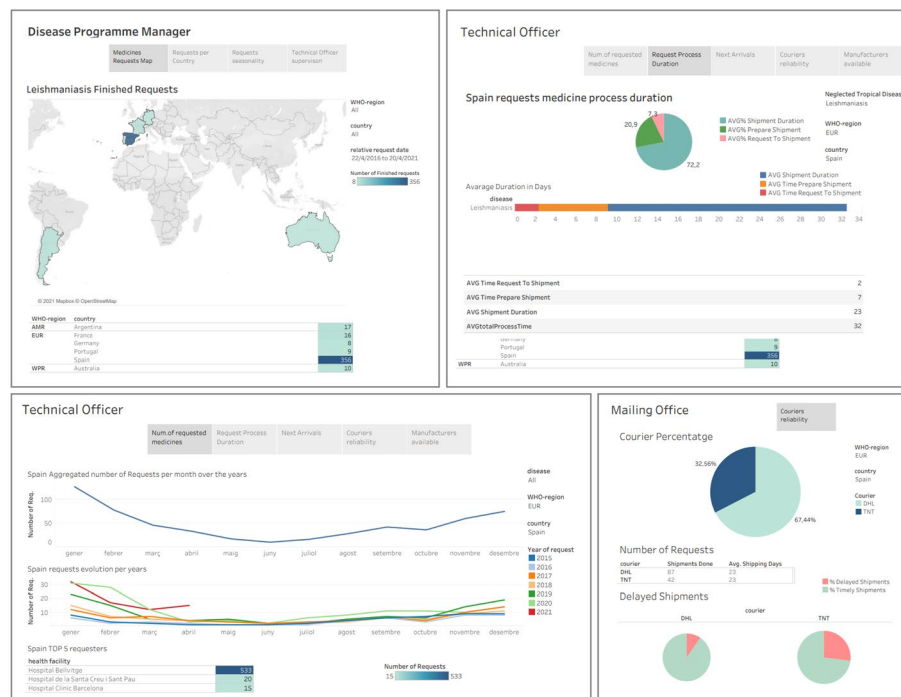 Disease Programme Manager
Medicines Requests Map
Requests per Country
Requests seasonality
Technical Officer supervison
Leishmaniasis Finished Requests
WHO-region
All
country
All
relative request date
22/4/2016 to 20/4/2021
Number of Finished requests
8 356
© 2021 Mapbox © OpenStreetMap
WHO-region country
AMR Argentina 17
EUR France 16
Germany 8
Portugal 9
Spain 356
WPR Australia 10
Technical Officer
Num of requested medicines
Request Process Duration
Next Arrivals
Couriers reliability
Manufacturers available
Spain requests medicine process duration
7,3
20,9
72,2
AVG% Shipment Duration
AVG% Prepare Shipment
AVG% Request To Shipment
Neglected Tropical Diseas
Leishmaniasis
WHO-region
EUR
country
Spain
AVG Shipment Duration
AVG Time Prepare Shipment
AVG Time Request To Shipment
Avarage Duration in Days
disease
Leishmaniasis
0 2 4 6 8 10 12 14 16 18 20 22 24 26 28 30 32 34
AVG Time Request To Shipment 2
AVG Time Prepare Shipment 7
AVG Shipment Duration 23
AVGtotalProcessTime 32
Germany 8
Portugal 9
Spain 356
WPR Australia 10
Technical Officer
Num.of requested medicines
Request Process Duration
Next Arrivals
Couriers reliability
Manufacturers available
Spain Aggregated number of Requests per month over the years
Number of Req.
100
50
0
gener febrer març abril maig juny juliol agost setembre octubre novembre desembre
disease
All
WHO-region
EUR
country
Spain
Spain requests evolution per years
Number of Req.
30
20
10
0
gener febrer març abril maig juny juliol agost setembre octubre novembre desembre
Year of request
2015
2016
2017
2018
2019
2020
2021
Spain TOP 5 requesters
health facility
Hospital Bellvitge 533
Hospital de la Santa Creu i Sant Pau 20
Hospital Clinic Barcelona 15
Number of Requests
15 533
Mailing Office
Couriers reliability
Courier Percentatge
32,56%
67,44%
WHO-region
EUR
country
Spain
Courier
DHL
TNT
Number of Requests
courier Shipments Done Avg. Shipping Days
DHL 87 23
TNT 42 23
% Delayed Shipments
% Timely Shipments
Delayed Shipments
courier
DHL TNT